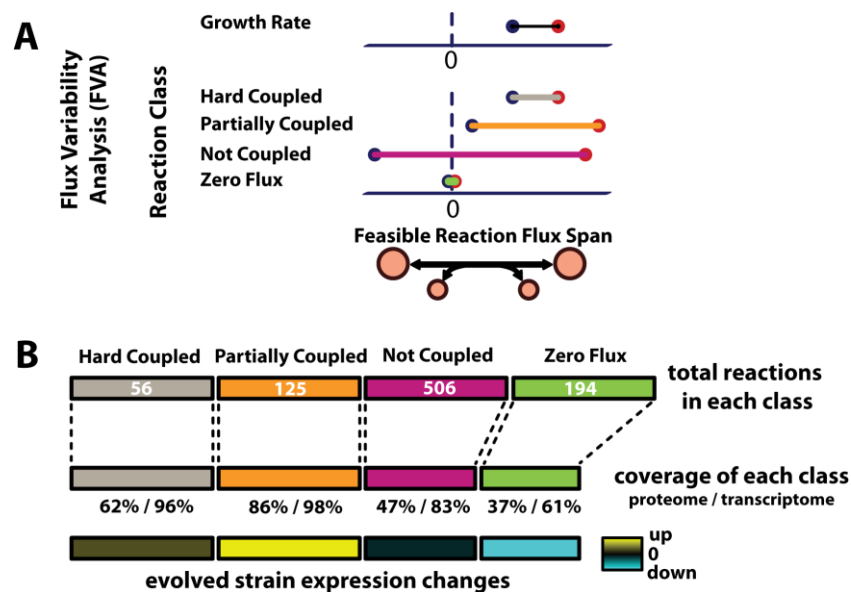 A
Flux Variability
Analysis (FVA)
Reaction Class
Growth Rate
0
Hard Coupled
Partially Coupled
Not Coupled
Zero Flux
0
Feasible Reaction Flux Span
B
Hard Coupled Partially Coupled Not Coupled Zero Flux
56 125 506 194
total reactions
in each class
coverage of each class
proteome / transcriptome
62% / 96% 86% / 98% 47% / 83% 37% / 61%
up
0
down
evolved strain expression changes